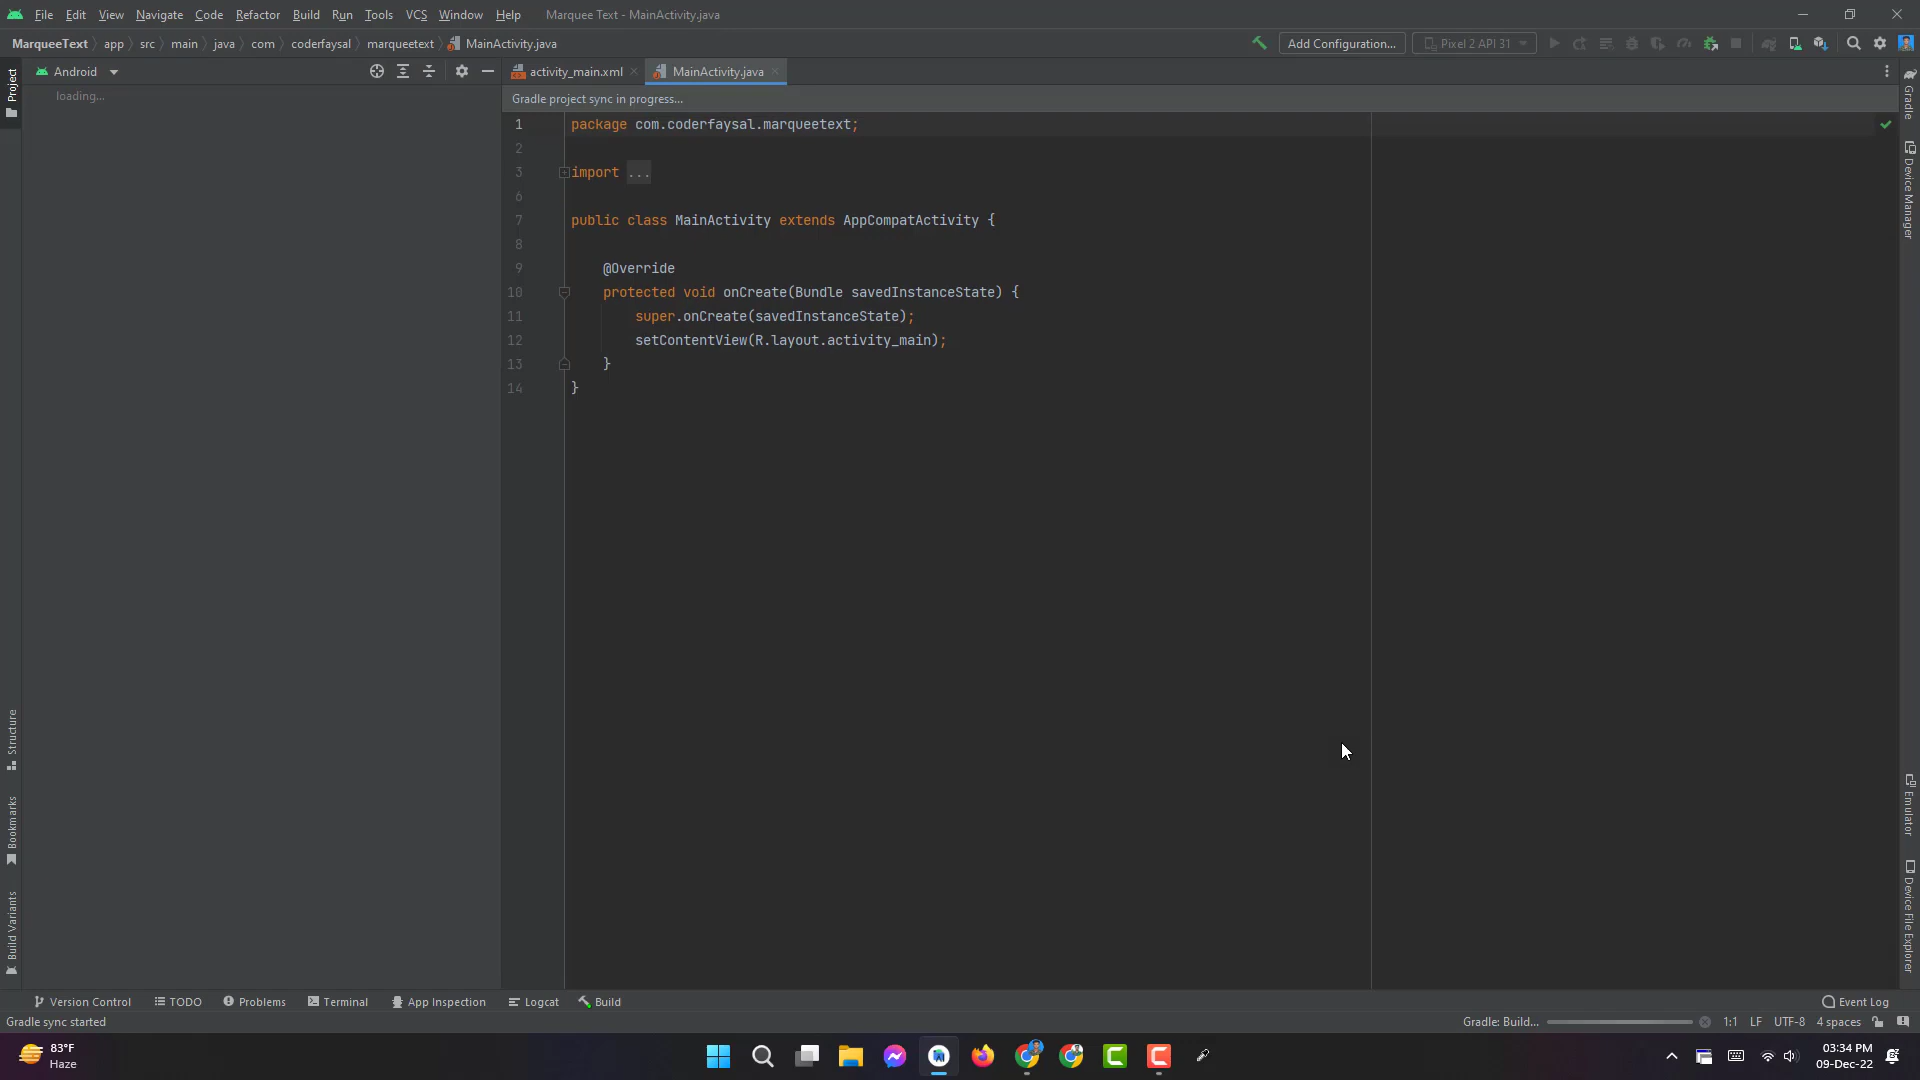 File Edit View Navigate Code Refactor Build Run Tools VCS Window Help Marquee Text - MainActivity.java
MarqueeText app src main java com coderfaysal marqueetext MainActivity.java Add Configuration... Pixel 2 API 31
Project
Android
activity_main.xml MainActivity.java
loading...
Gradle project sync in progress...
1 package com.coderfaysal.marqueetext;
2
3 import ...
6
7 public class MainActivity extends AppCompatActivity {
8
9 @Override
10 protected void onCreate(Bundle savedInstanceState) {
11 super.onCreate(savedInstanceState);
12 setContentView(R.layout.activity_main);
13 }
14 }
Gradle
Device Manager
Structure
Bookmarks
Build Variants
Emulator
Device File Explorer
Version Control TODO Problems Terminal App Inspection Logcat Build Event Log
Gradle sync started Gradle: Build... 1:1 LF UTF-8 4 spaces
83°F
Haze
03:34 PM
09-Dec-22